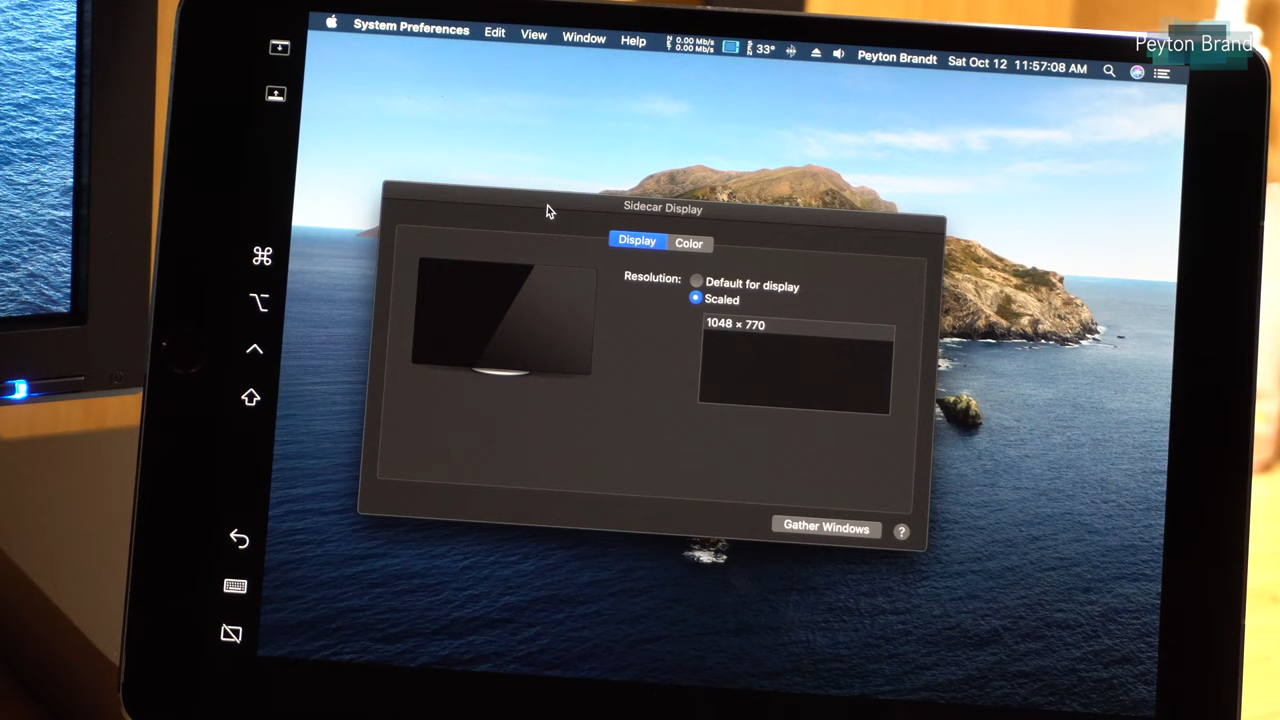 Peyton Brand
System Preferences Edit View Window Help N 0.00 Mb/s 33° Peyton Brandt Sat Oct 12 11:57:08 AM
0.00 Mb/s
Sidecar Display
Display Color
Resolution: Default for display
Scaled
1048 × 770
Gather Windows ?